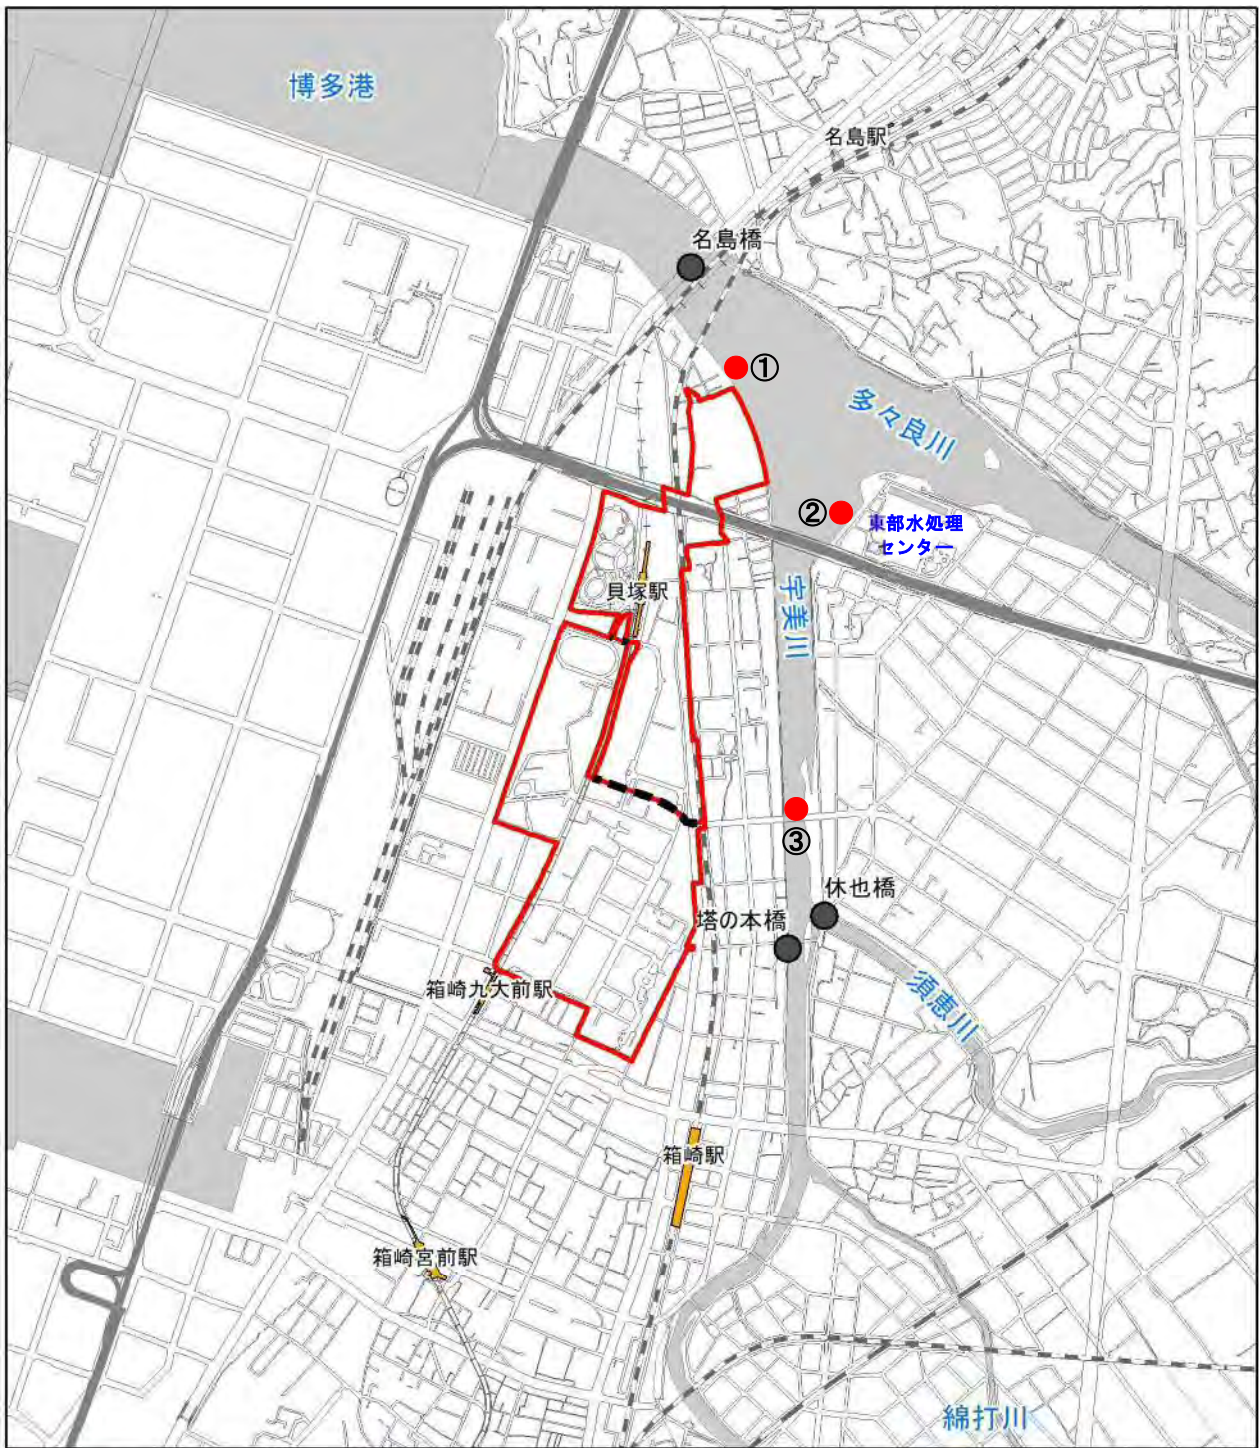 博多港
名島駅
名島橋
①
多々良川
②
東部水処理
センター
貝塚駅
宇美川
③
休也橋
塔の本橋
須恵川
箱崎九大前駅
箱崎駅
箱崎宮前駅
綿打川